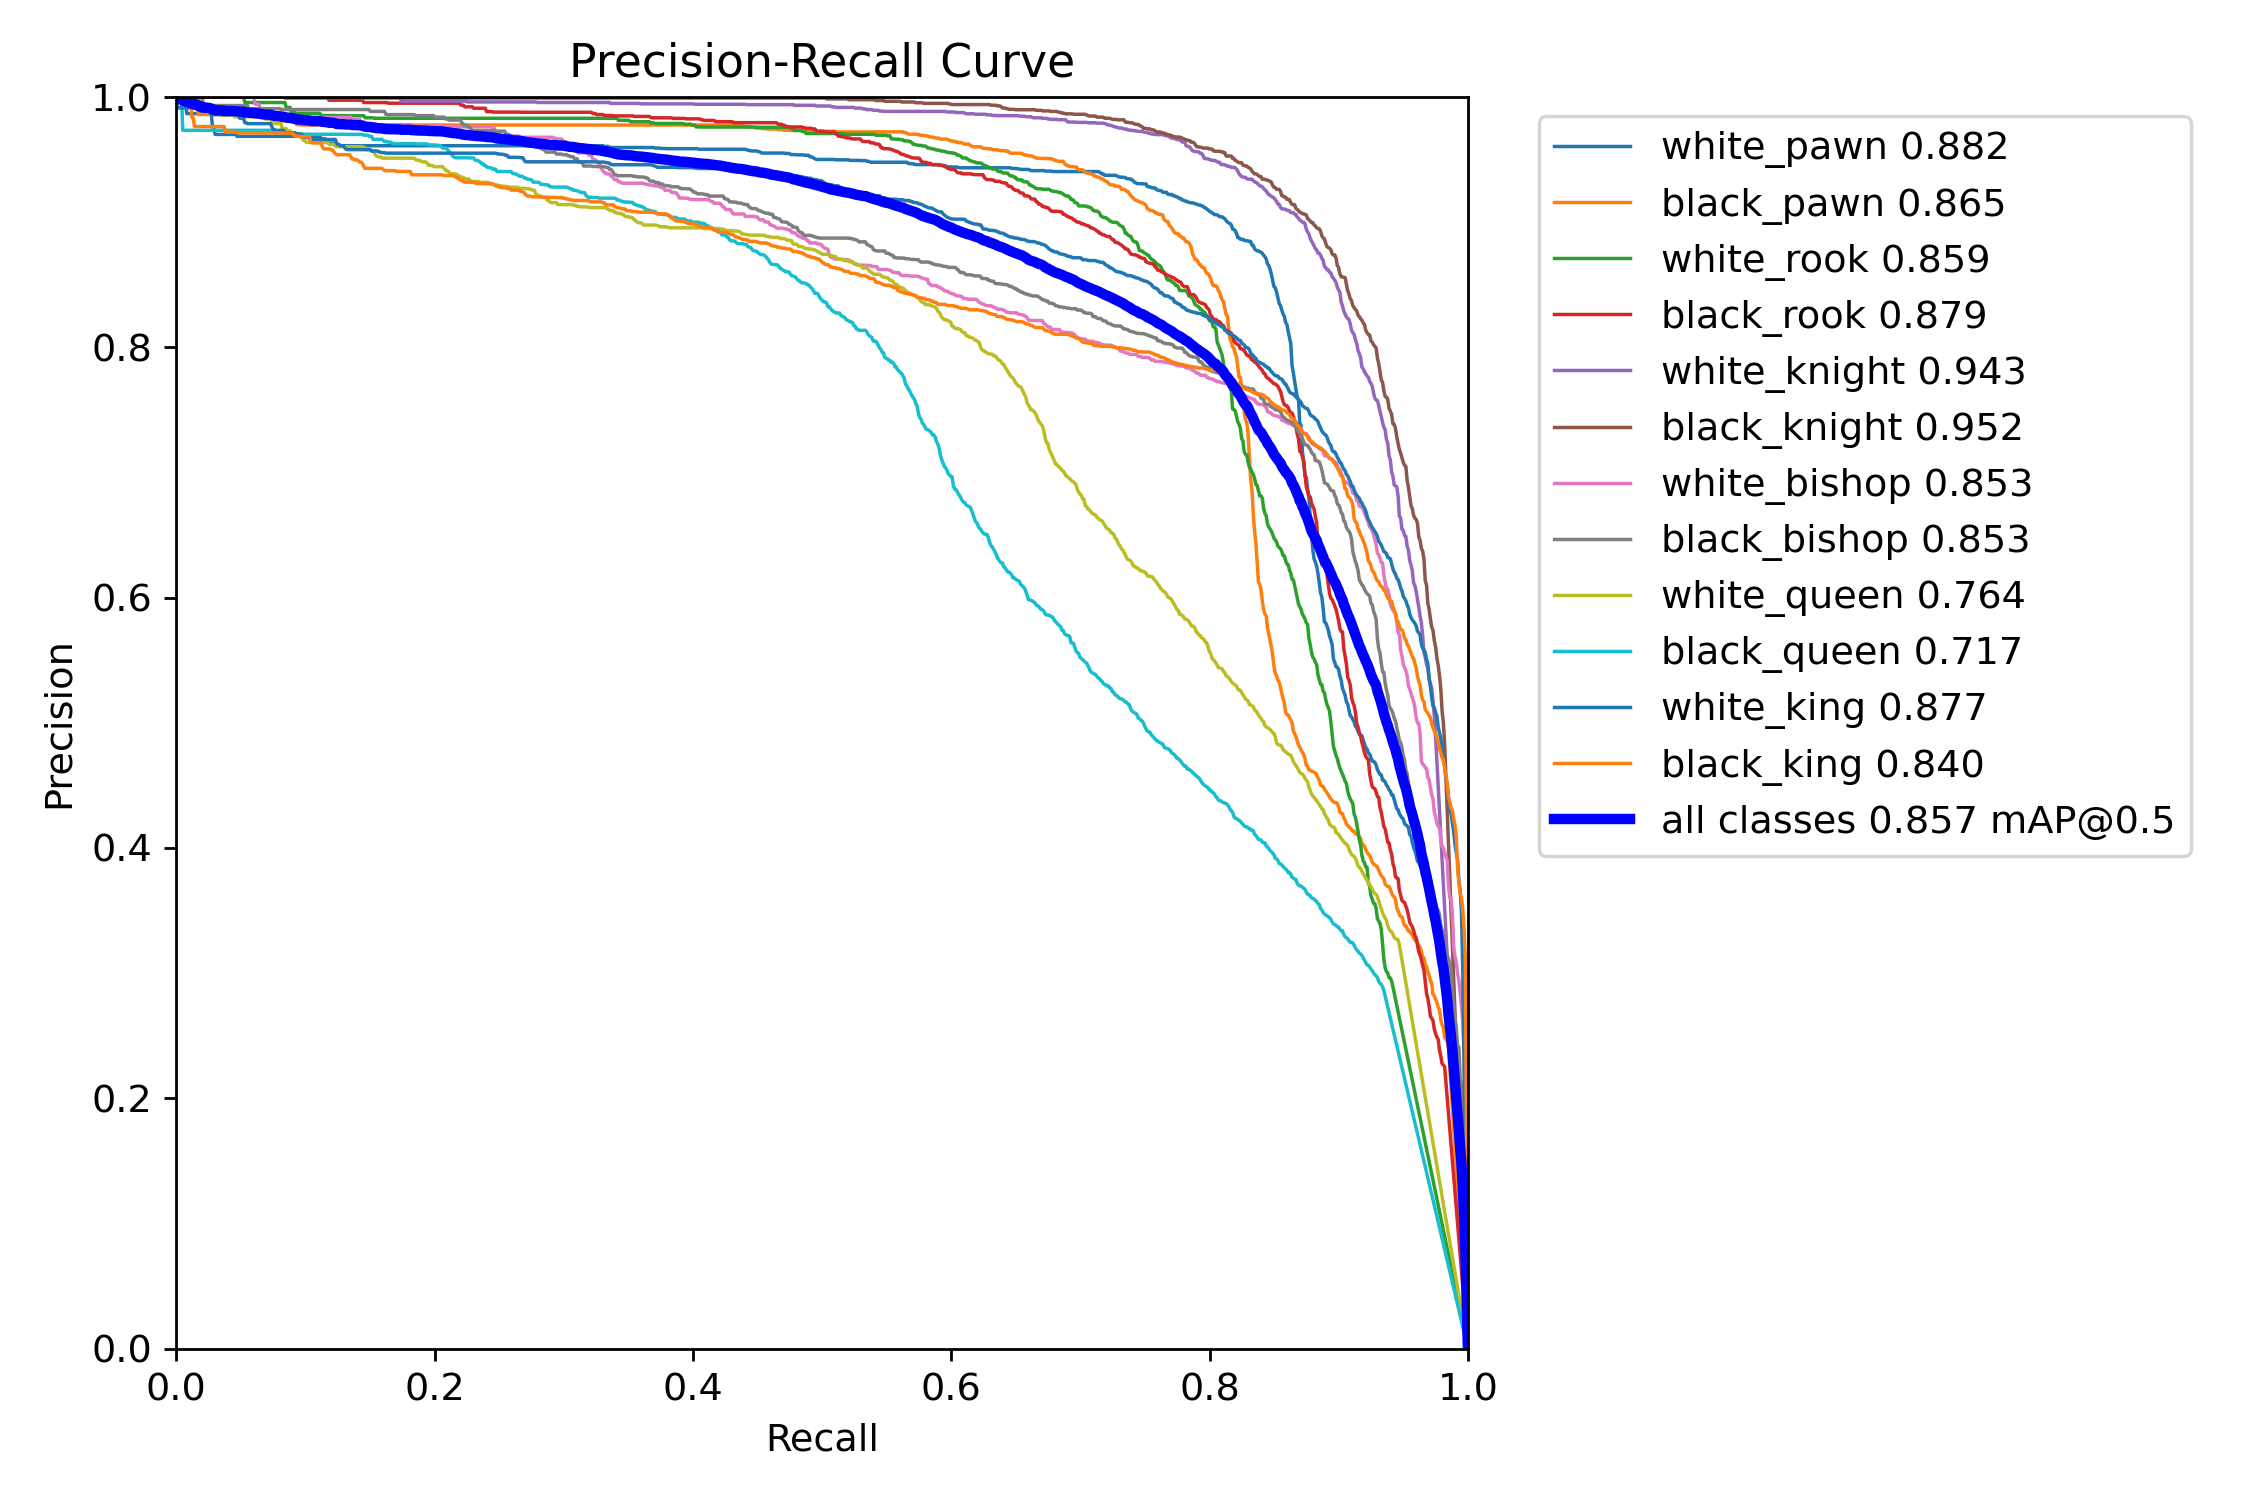 Precision-Recall Curve
1.0
0.8
0.6
0.4
0.2
0.0
Precision
0.0 0.2 0.4 0.6 0.8 1.0
Recall
white_pawn 0.882
black_pawn 0.865
white_rook 0.859
black_rook 0.879
white_knight 0.943
black_knight 0.952
white_bishop 0.853
black_bishop 0.853
white_queen 0.764
black_queen 0.717
white_king 0.877
black_king 0.840
all classes 0.857 mAP@0.5